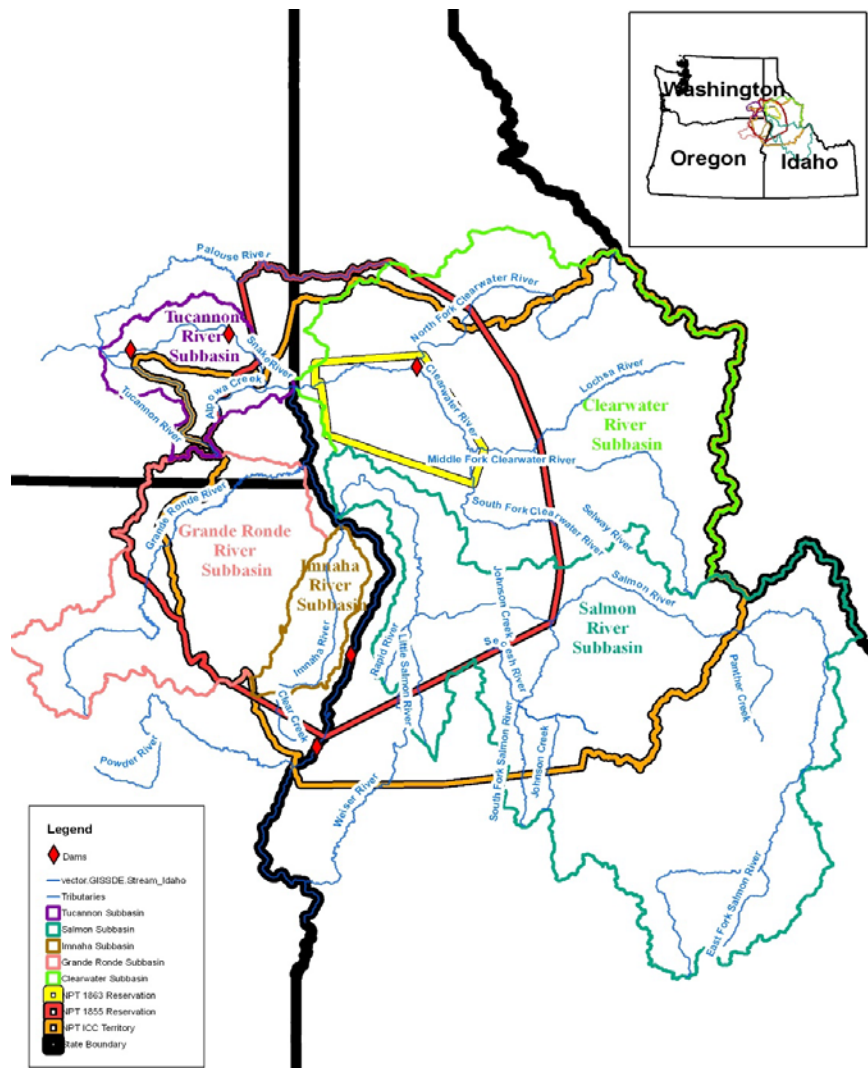 Washington
Oregon
Idaho
Palouse River
North Fork Clearwater River
Tucannon
River
Subbasin
SnakeRiver
Alpowa Creek
Tucannon River
Clearwater River
Lochsa River
Clearwater
River
Subbasin
Middle Fork Clearwater River
South Fork Clearwater River
Selway River
Grande Ronde River
Grande Ronde
River
Subbasin
Imnaha
River
Subbasin
Imnaha River
Rapid River
Little Salmon River
Johnson Creek
Salmon River
Salmon
River
Subbasin
Panther Creek
Clear Creek
Powder River
Weiser River
South Fork Salmon River
Johnson Creek
East Fork Salmon River
Legend
Dams
vector.GISSDE.Stream_Idaho
Tributaries
Tucannon Subbasin
Salmon Subbasin
Imnaha Subbasin
Grande Ronde Subbasin
Clearwater Subbasin
NPT 1863 Reservation
NPT 1855 Reservation
NPT ICC Territory
State Boundary